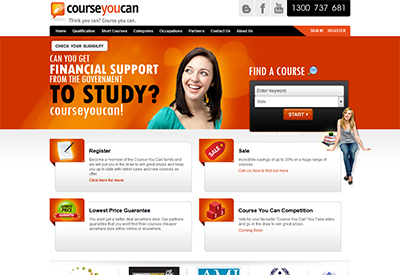 courseyoucan
Think you can? Course you can.
1300 737 681
Home Qualification Short Courses Categories Occupations Partners Contact Us About Us
SIGN IN REGISTER
CHECK YOUR ELIGIBILITY
CAN YOU GET
FINANCIAL SUPPORT
FROM THE GOVERNMENT
TO STUDY?
courseyoucan!
FIND A COURSE
Enter Keyword
State
START
Register
Become a member of the Course You Can family and
we will put you in the draw to win great prizes and keep
you up to date with latest sales and new courses on
offer.
Click here for more
SALE
Sale
Incredible savings of up to 30% on a huge range of
courses
Call Us now to find out here
Lowest Price Guarantee
You wont get a better deal anywhere else. Our partners
guarantee that you wont find their courses cheaper
anywhere else either online or elsewhere.
Course You Can Competition
Vote for your favourite "Course You Can" You Tube video
and go in the draw to win great prizes
Coming Soon
AMI